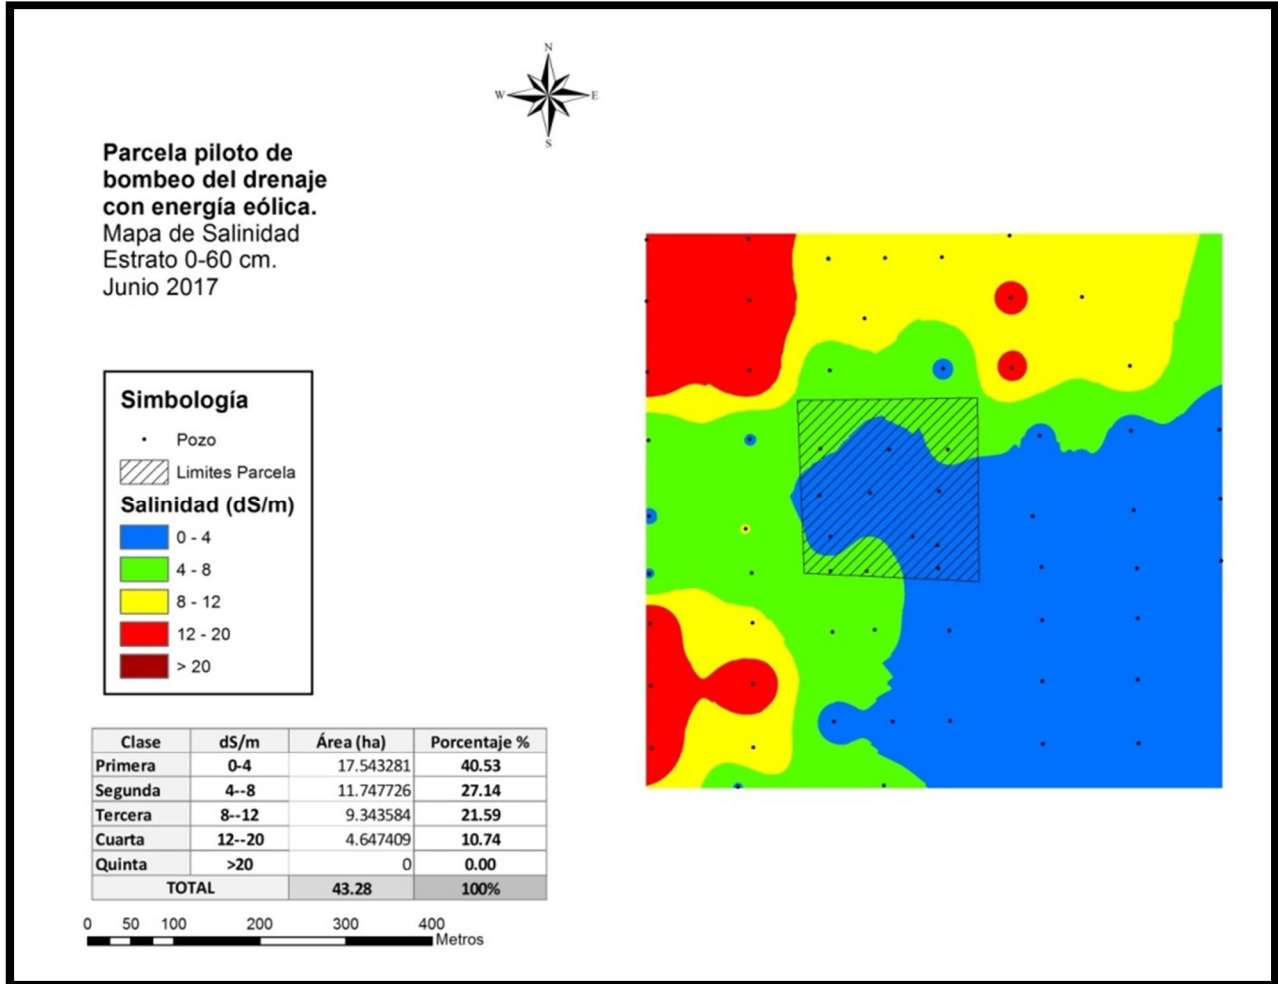 N
W E
S
Parcela piloto de
bombeo del drenaje
con energía eólica.
Mapa de Salinidad
Estrato 0-60 cm.
Junio 2017
Simbología
Pozo
Limites Parcela
Salinidad (dS/m)
0 - 4
4 - 8
8 - 12
12 - 20
> 20
Clase dS/m Área (ha) Porcentaje %
Primera 0-4 17.543281 40.53
Segunda 4--8 11.747726 27.14
Tercera 8--12 9.343584 21.59
Cuarta 12--20 4.647409 10.74
Quinta >20 0 0.00
TOTAL 43.28 100%
0 50 100 200 300 400
Metros